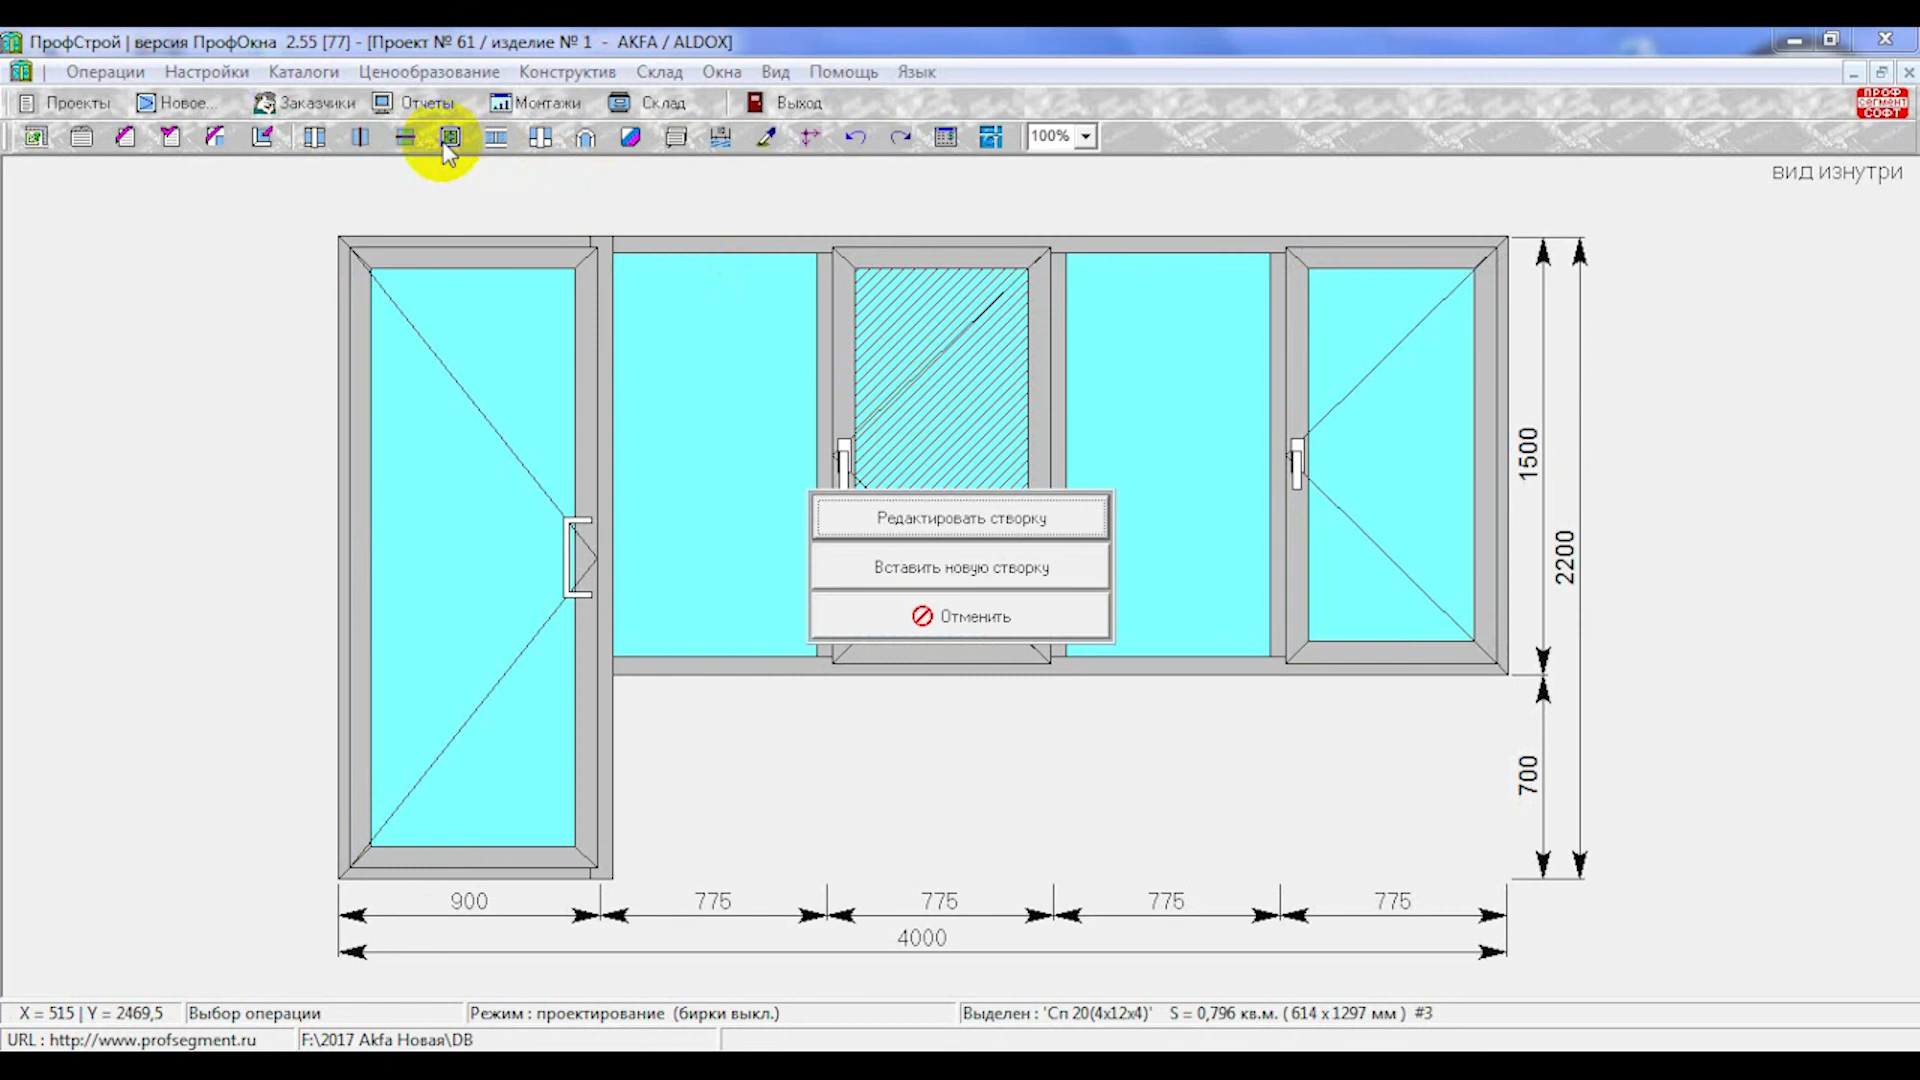 ПрофСтрой | версия ПрофОкна 2.55 [77] - [Проект № 61 / изделие № 1 - AKFA / ALDOX]
Операции Настройки Каталоги Ценообразование Конструктив Склад Окна Вид Помощь Язык
Проекты Новое... Заказчики Отчеты Монтажи Склад Выход
ПРОФ
сегмент
СОФТ
100%
вид изнутри
Редактировать створку
Вставить новую створку
Отменить
1500
2200
700
900 775 775 775 775
4000
X = 515 | Y = 2469,5 Выбор операции Режим : проектирование (бирки выкл.) Выделен : 'Сп 20(4x12x4)' S = 0,796 кв.м. ( 614 x 1297 мм ) #3
URL : http://www.profsegment.ru F:\2017 Akfa Новая\DB